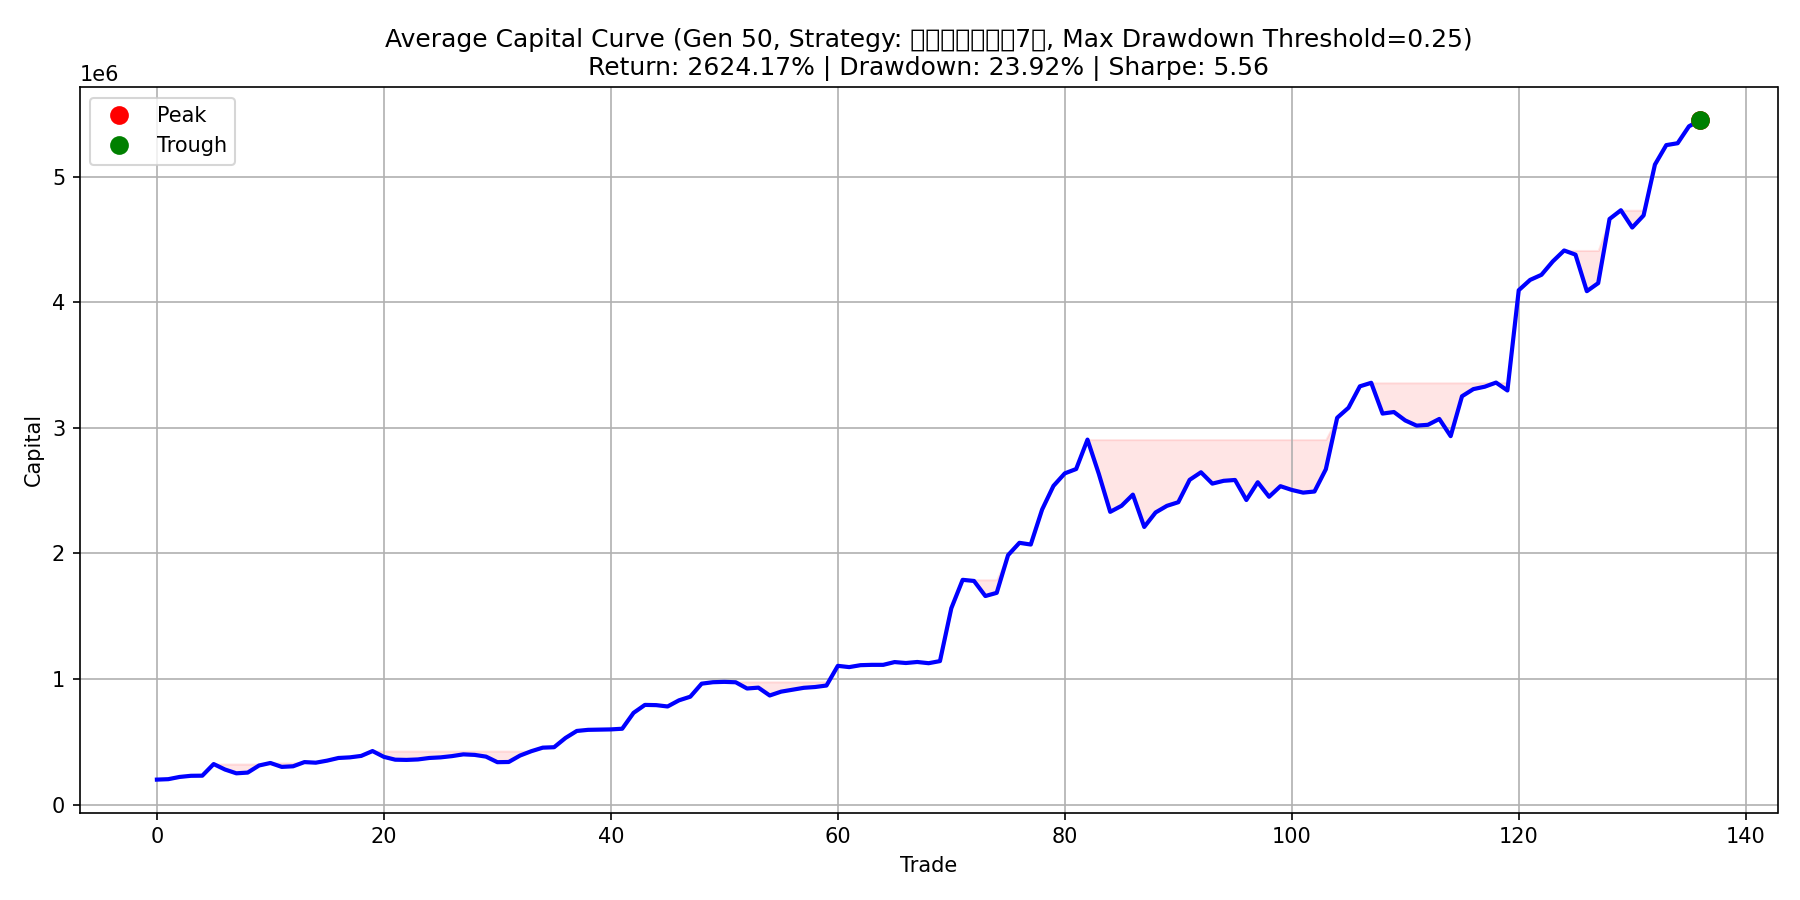 Average Capital Curve (Gen 50, Strategy: 7, Max Drawdown Threshold=0.25)
Return: 2624.17% | Drawdown: 23.92% | Sharpe: 5.56
1e6
Peak
Trough
5
4
3
2
1
0
Capital
0
20
40
60
80
100
120
140
Trade